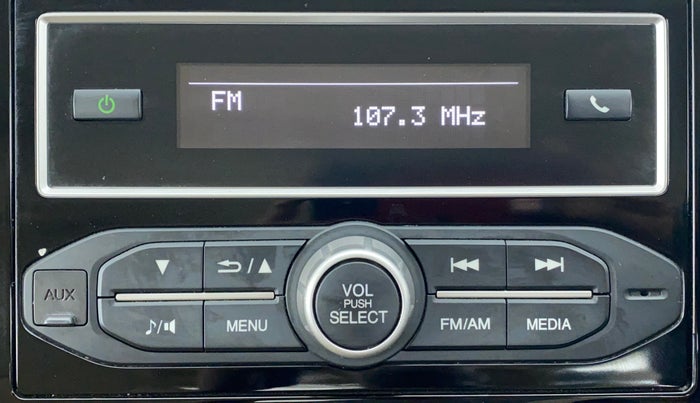 FM
107.3 MHz
AUX
/
VOL
PUSH
SELECT
/
MENU
FM/AM
MEDIA